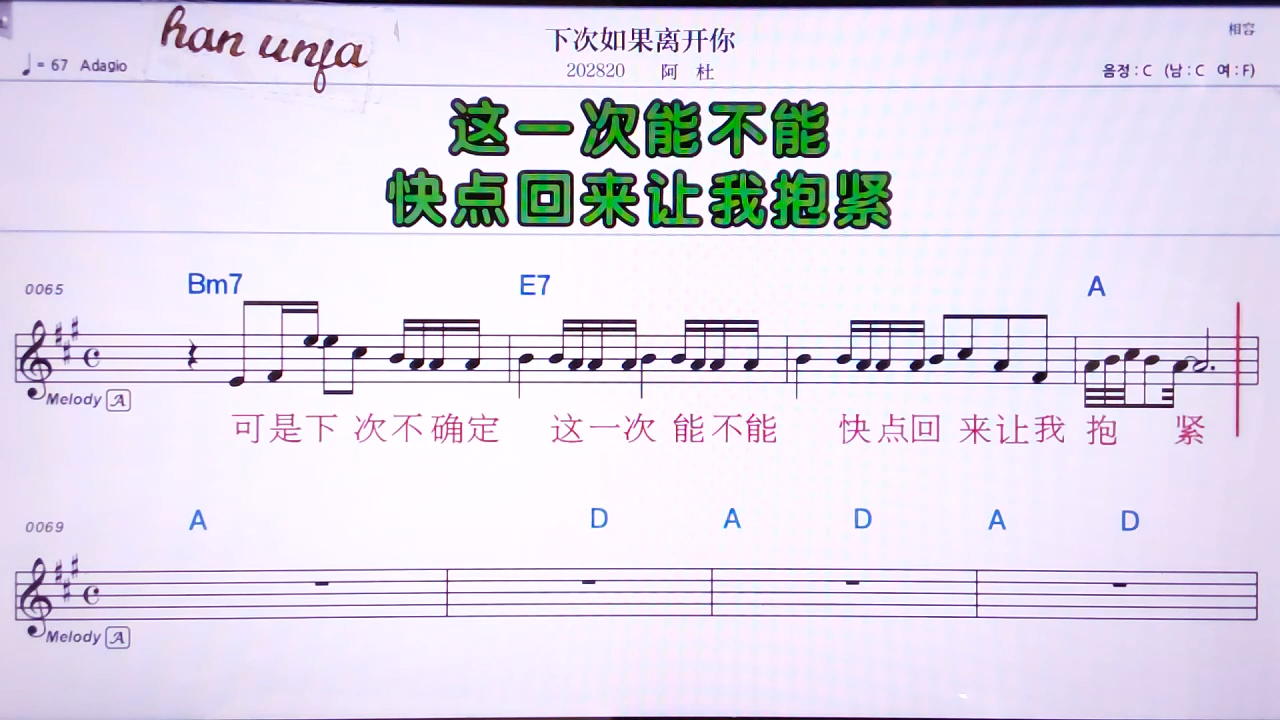 han unfa
下次如果离开你
相容
♩= 67 Adagio
202820 阿 杜
음정 : C (남 : C 여 : F)
这一次能不能
快点回来让我抱紧
0065
Bm7 E7 A
Melody A
可是下 次不确定 这一次 能不能 快点回 来让我 抱 紧
0069
A D A D A D
Melody A